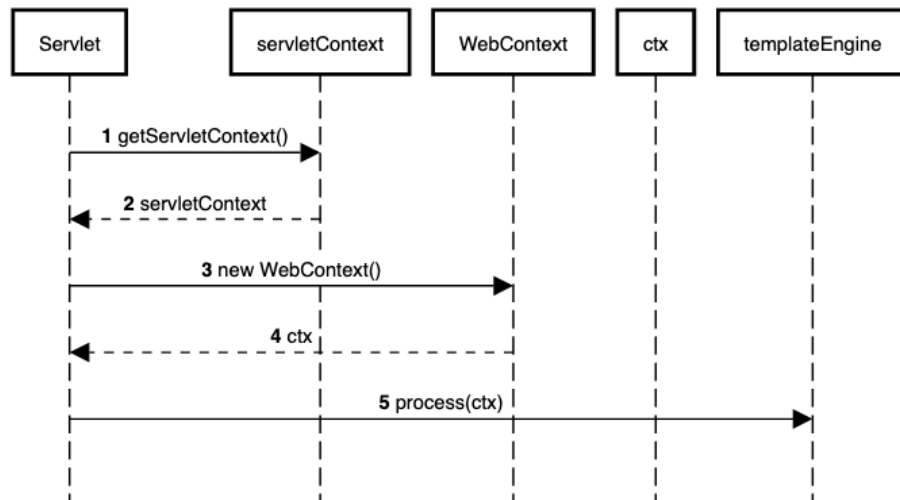 Servlet
servletContext
WebContext
ctx
templateEngine
1 getServletContext()
2 servletContext
3 new WebContext()
4 ctx
5 process(ctx)